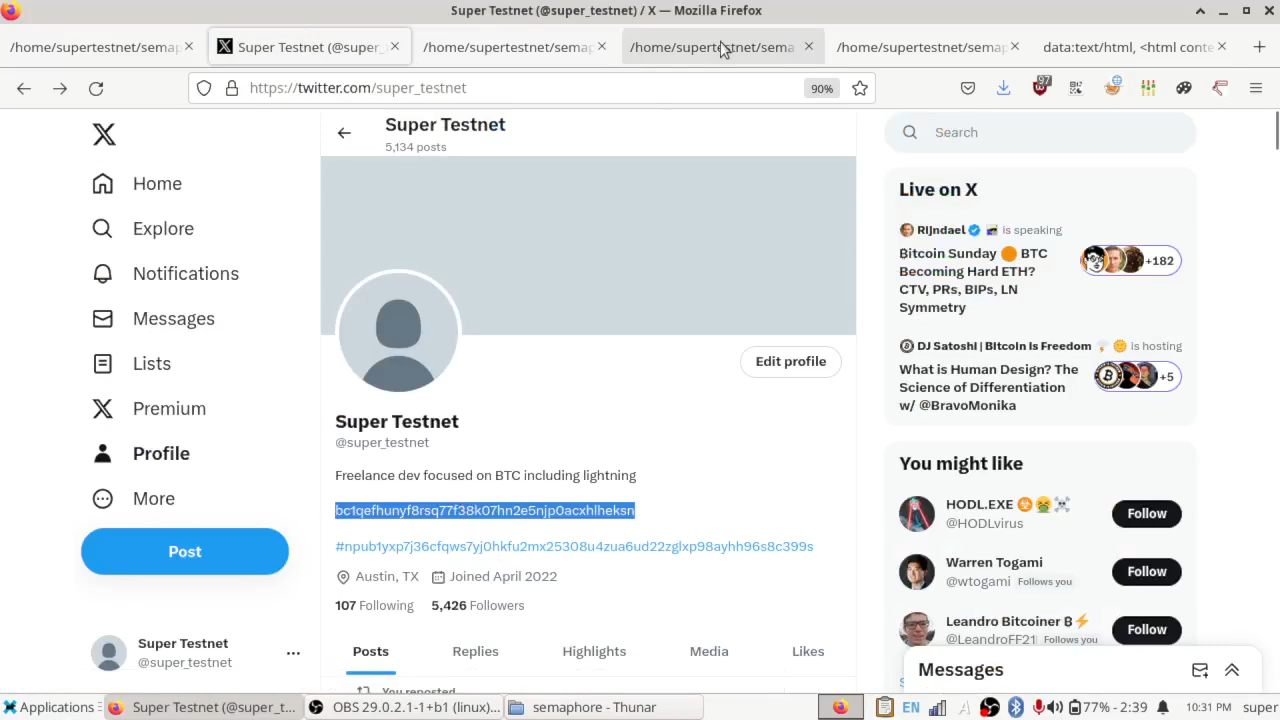 Super Testnet (@super_testnet) / X — Mozilla Firefox
/home/supertestnet/semap
Super Testnet (@super_
/home/supertestnet/semap
/home/supertestnet/sema
/home/supertestnet/semap
data:text/html, <html conte
https://twitter.com/super_testnet
90%
97
Super Testnet
5,134 posts
Home
Explore
Notifications
Messages
Lists
Premium
Profile
More
Post
Super Testnet
@super_testnet
Edit profile
Super Testnet
@super_testnet
Freelance dev focused on BTC including lightning
bc1qefhunyf8rsq77f38k07hn2e5njp0acxhlheksn
#npub1yxp7j36cfqws7yj0hkfu2mx25308u4zua6ud22zglxp98ayhh96s8c399s
Austin, TX
Joined April 2022
107 Following
5,426 Followers
Posts
Replies
Highlights
Media
Likes
You reposted
Search
Live on X
RIJndael is speaking
Bitcoin Sunday 🟠 BTC
Becoming Hard ETH?
CTV, PRs, BIPs, LN
Symmetry
+182
DJ Satoshi | BItcoin is Freedom is hosting
What is Human Design? The
Science of Differentiation
w/ @BravoMonika
+5
You might like
HODL.EXE
@HODLvirus
Follow
Warren Togami
@wtogami Follows you
Follow
Leandro Bitcoiner ₿⚡
@LeandroFF21 Follows you
Follow
Messages
Applications
Super Testnet (@super_t...
OBS 29.0.2.1-1+b1 (linux)...
semaphore - Thunar
EN
77% - 2:39
10:31 PM
super